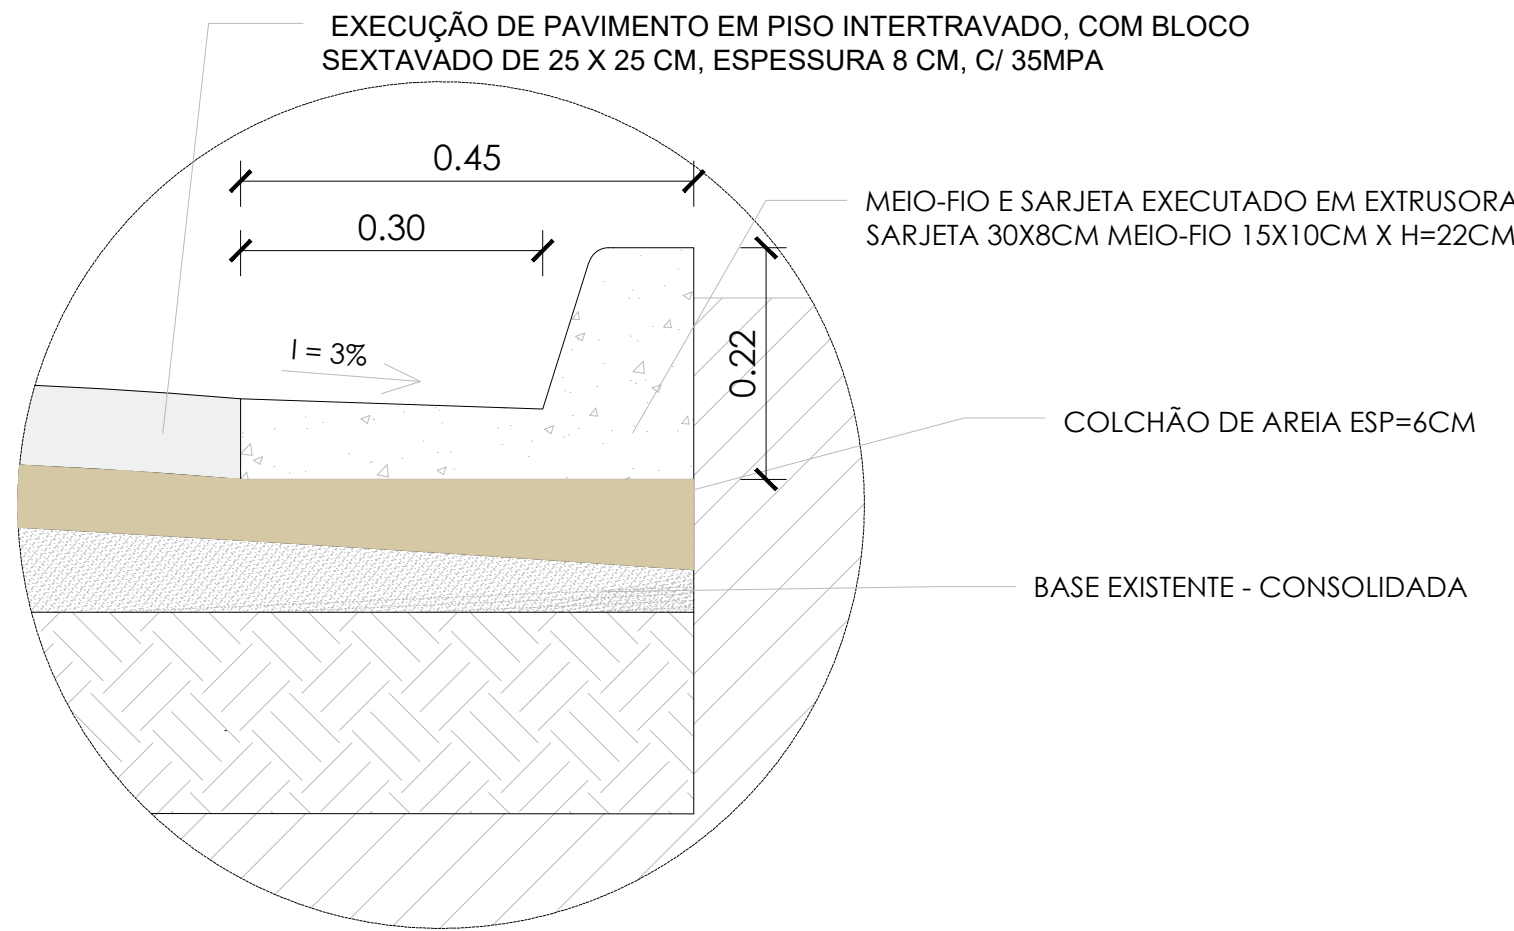 EXECUÇÃO DE PAVIMENTO EM PISO INTERTRAVADO, COM BLOCO
SEXTAVADO DE 25 X 25 CM, ESPESSURA 8 CM, C/ 35MPA
0.45
0.30
MEIO-FIO E SARJETA EXECUTADO EM EXTRUSORA
SARJETA 30X8CM MEIO-FIO 15X10CM X H=22CM
I = 3%
0.22
COLCHÃO DE AREIA ESP=6CM
BASE EXISTENTE - CONSOLIDADA